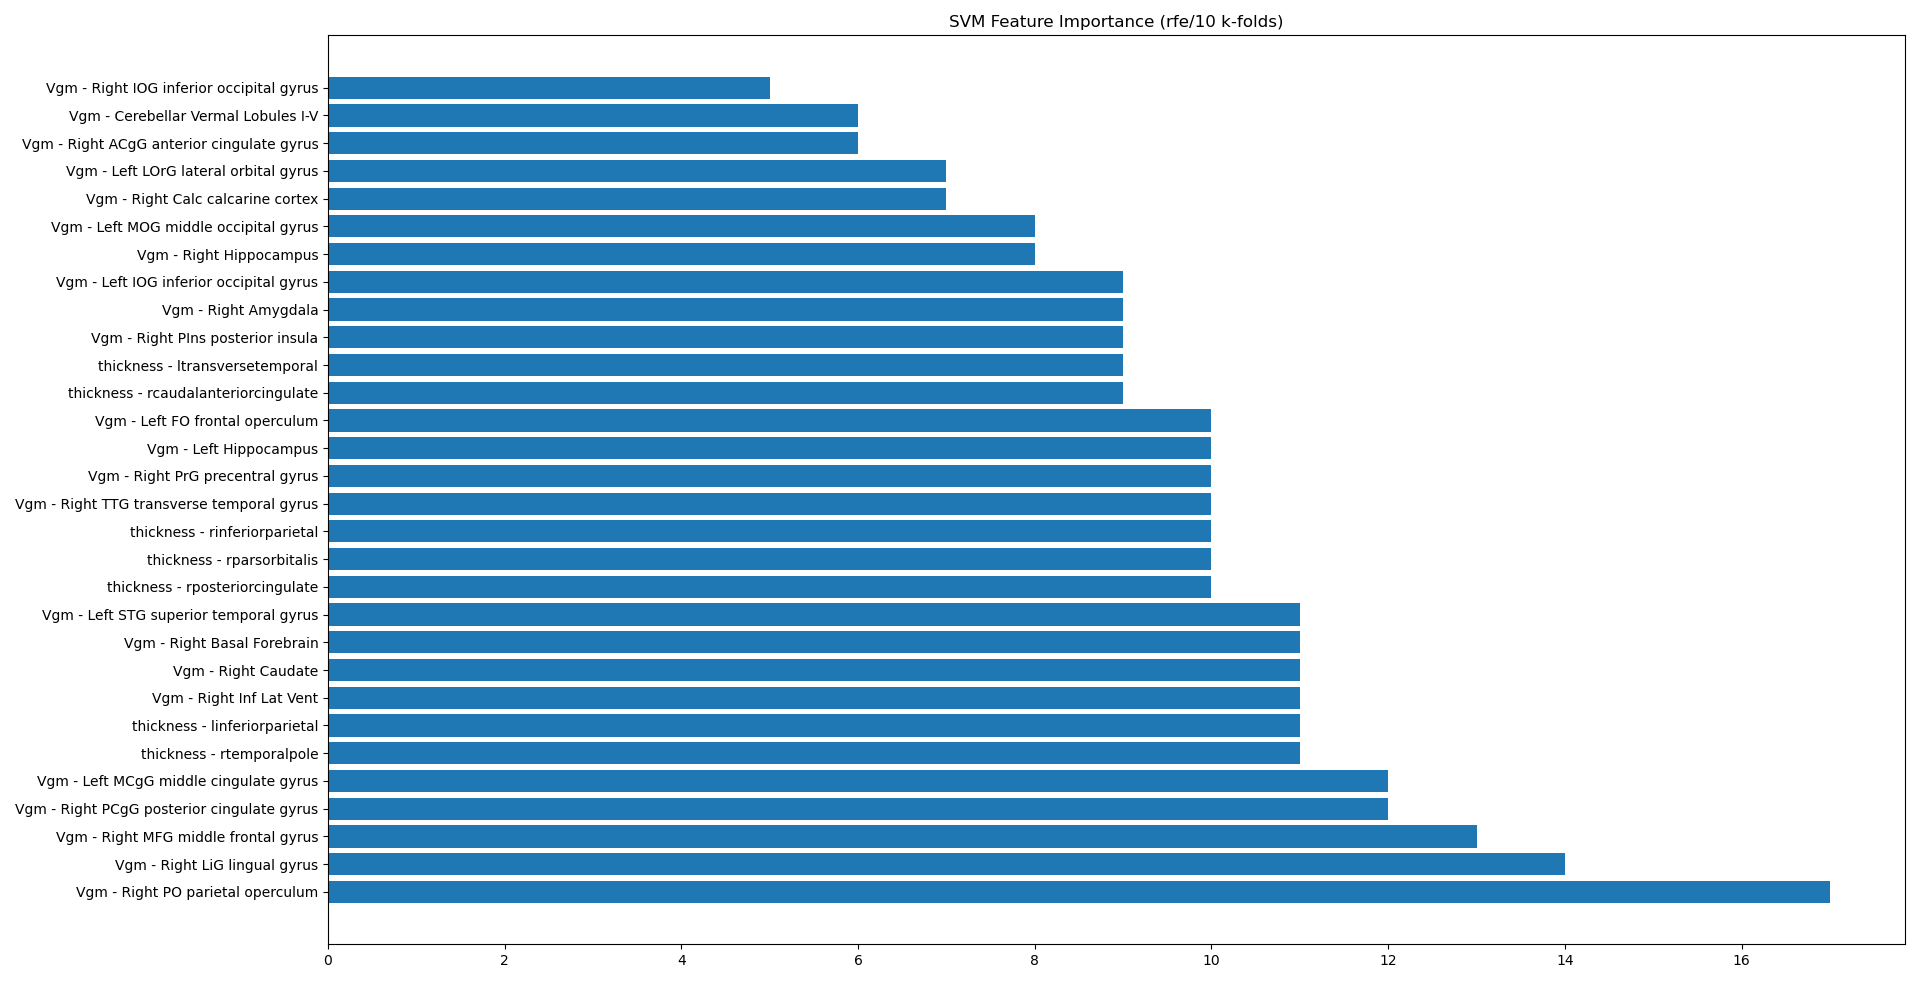 SVM Feature Importance (rfe/10 k-folds)
Vgm - Right IOG inferior occipital gyrus
Vgm - Cerebellar Vermal Lobules I-V
Vgm - Right ACgG anterior cingulate gyrus
Vgm - Left LOrG lateral orbital gyrus
Vgm - Right Calc calcarine cortex
Vgm - Left MOG middle occipital gyrus
Vgm - Right Hippocampus
Vgm - Left IOG inferior occipital gyrus
Vgm - Right Amygdala
Vgm - Right PIns posterior insula
thickness - ltransversetemporal
thickness - rcaudalanteriorcingulate
Vgm - Left FO frontal operculum
Vgm - Left Hippocampus
Vgm - Right PrG precentral gyrus
Vgm - Right TTG transverse temporal gyrus
thickness - rinferiorparietal
thickness - rparsorbitalis
thickness - rposteriorcingulate
Vgm - Left STG superior temporal gyrus
Vgm - Right Basal Forebrain
Vgm - Right Caudate
Vgm - Right Inf Lat Vent
thickness - linferiorparietal
thickness - rtemporalpole
Vgm - Left MCgG middle cingulate gyrus
Vgm - Right PCgG posterior cingulate gyrus
Vgm - Right MFG middle frontal gyrus
Vgm - Right LiG lingual gyrus
Vgm - Right PO parietal operculum
0 2 4 6 8 10 12 14 16